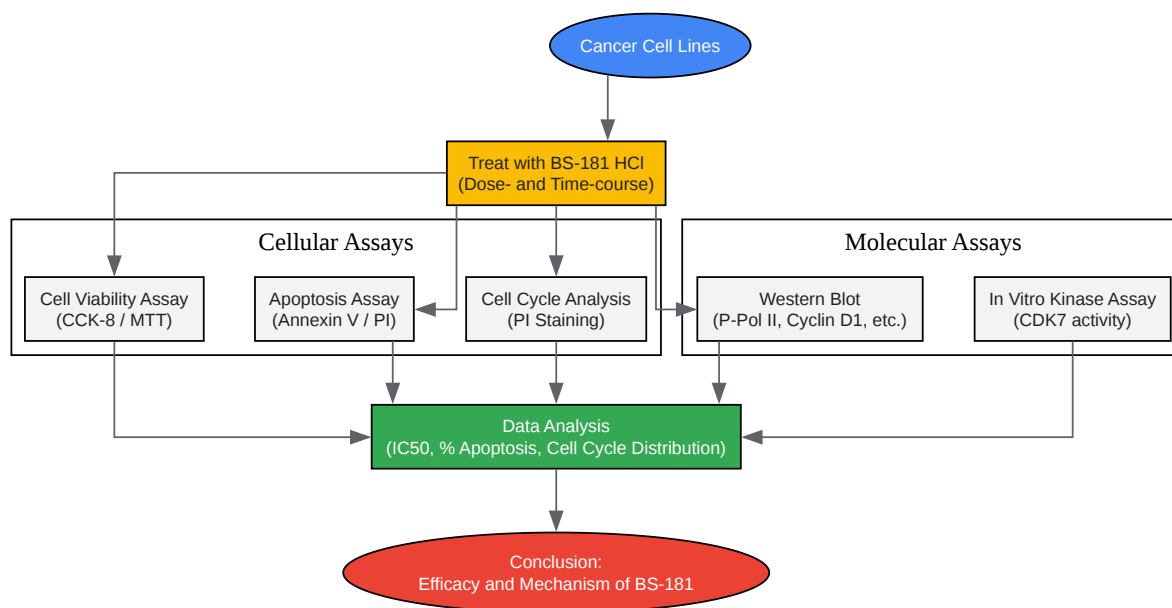 Cancer Cell Lines
Treat with BS-181 HCl
(Dose- and Time-course)
Cellular Assays
Molecular Assays
Cell Viability Assay
(CCK-8 / MTT)
Apoptosis Assay
(Annexin V / PI)
Cell Cycle Analysis
(PI Staining)
Western Blot
(P-Pol II, Cyclin D1, etc.)
In Vitro Kinase Assay
(CDK7 activity)
Data Analysis
(IC50, % Apoptosis, Cell Cycle Distribution)
Conclusion:
Efficacy and Mechanism of BS-181